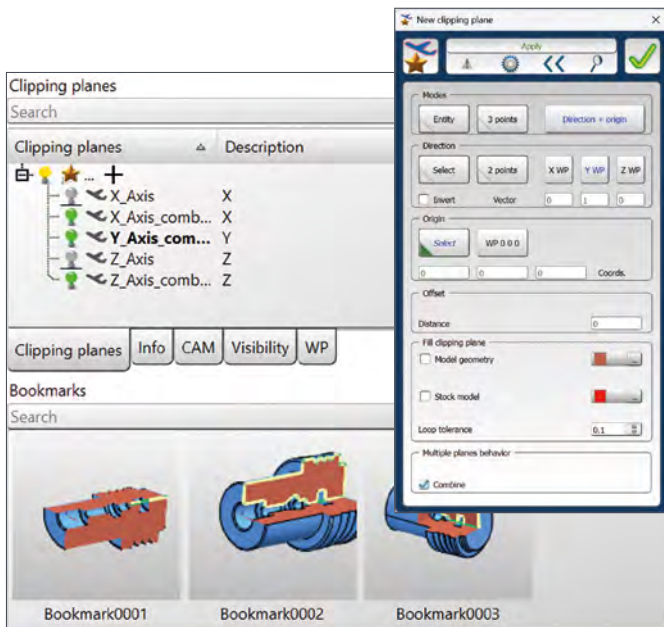 New clipping plane
Apply
Modes
Entity 3 points Direction + origin
Direction
Select 2 points X WP Y WP Z WP
Invert Vector 0 1 0
Origin
Select WP 0 0 0
0 0 0 Coords.
Offset
Distance 0
Fill clipping plane
Model geometry ...
Stock model ...
Loop tolerance 0.1
Multiple planes behavior
Combine
Clipping planes
Search
Clipping planes Description
...
X_Axis X
X_Axis_comb... X
Y_Axis_com... Y
Z_Axis Z
Z_Axis_comb... Z
Clipping planes Info CAM Visibility WP
Bookmarks
Search
Bookmark0001 Bookmark0002 Bookmark0003